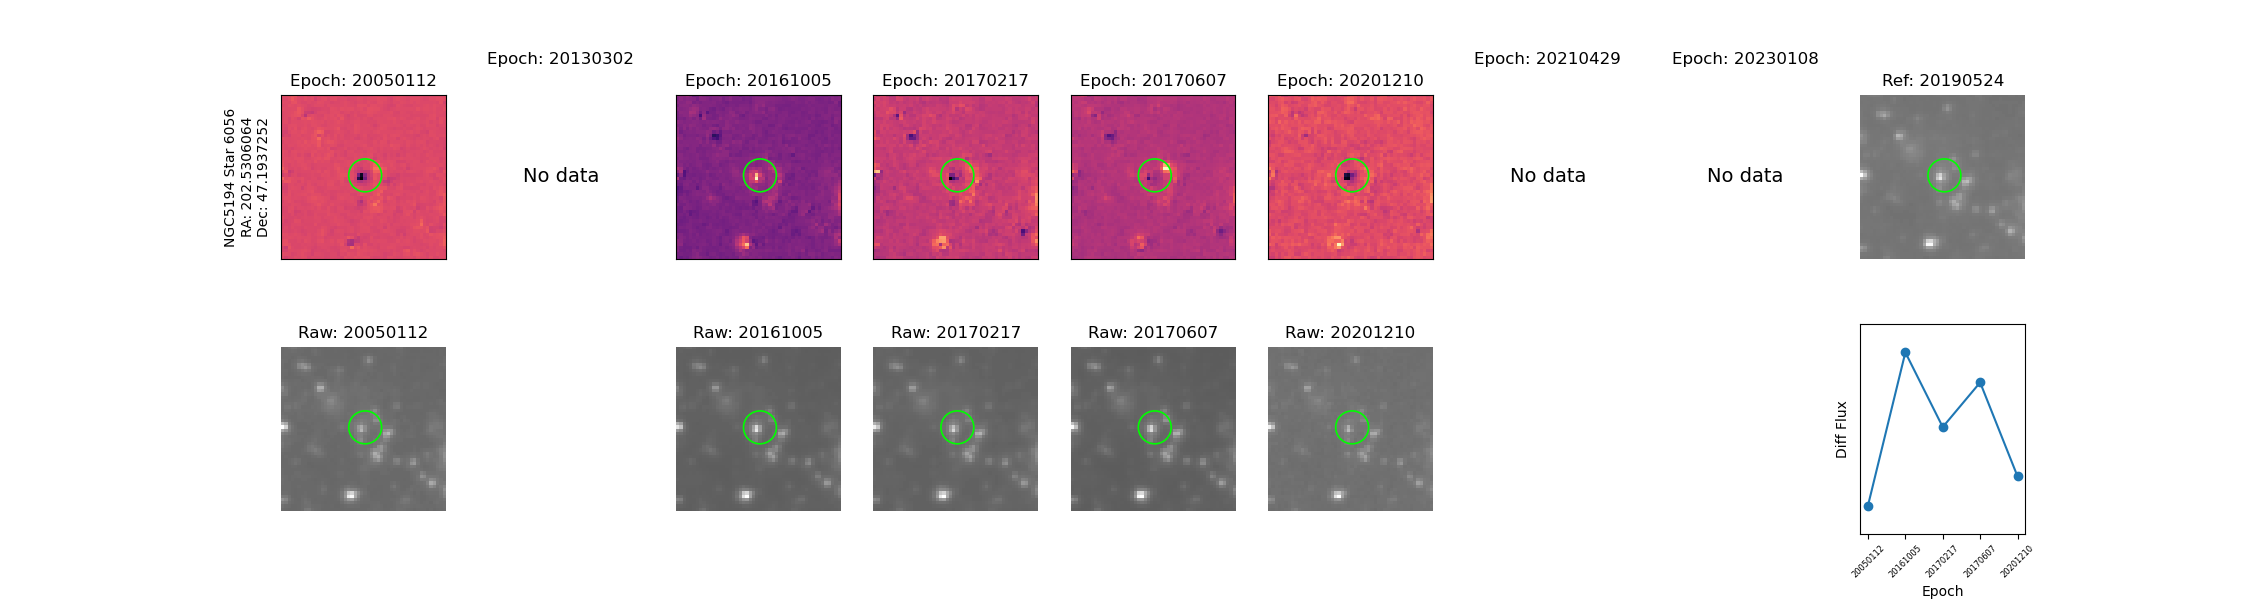 Epoch: 20130302
Epoch: 20210429
Epoch: 20230108
Epoch: 20050112
Epoch: 20161005
Epoch: 20170217
Epoch: 20170607
Epoch: 20201210
Ref: 20190524
NGC5194 Star 6056
RA: 202.5306064
Dec: 47.1937252
No data
No data
No data
Raw: 20050112
Raw: 20161005
Raw: 20170217
Raw: 20170607
Raw: 20201210
Diff Flux
20050112
20161005
20170217
20170607
20201210
Epoch